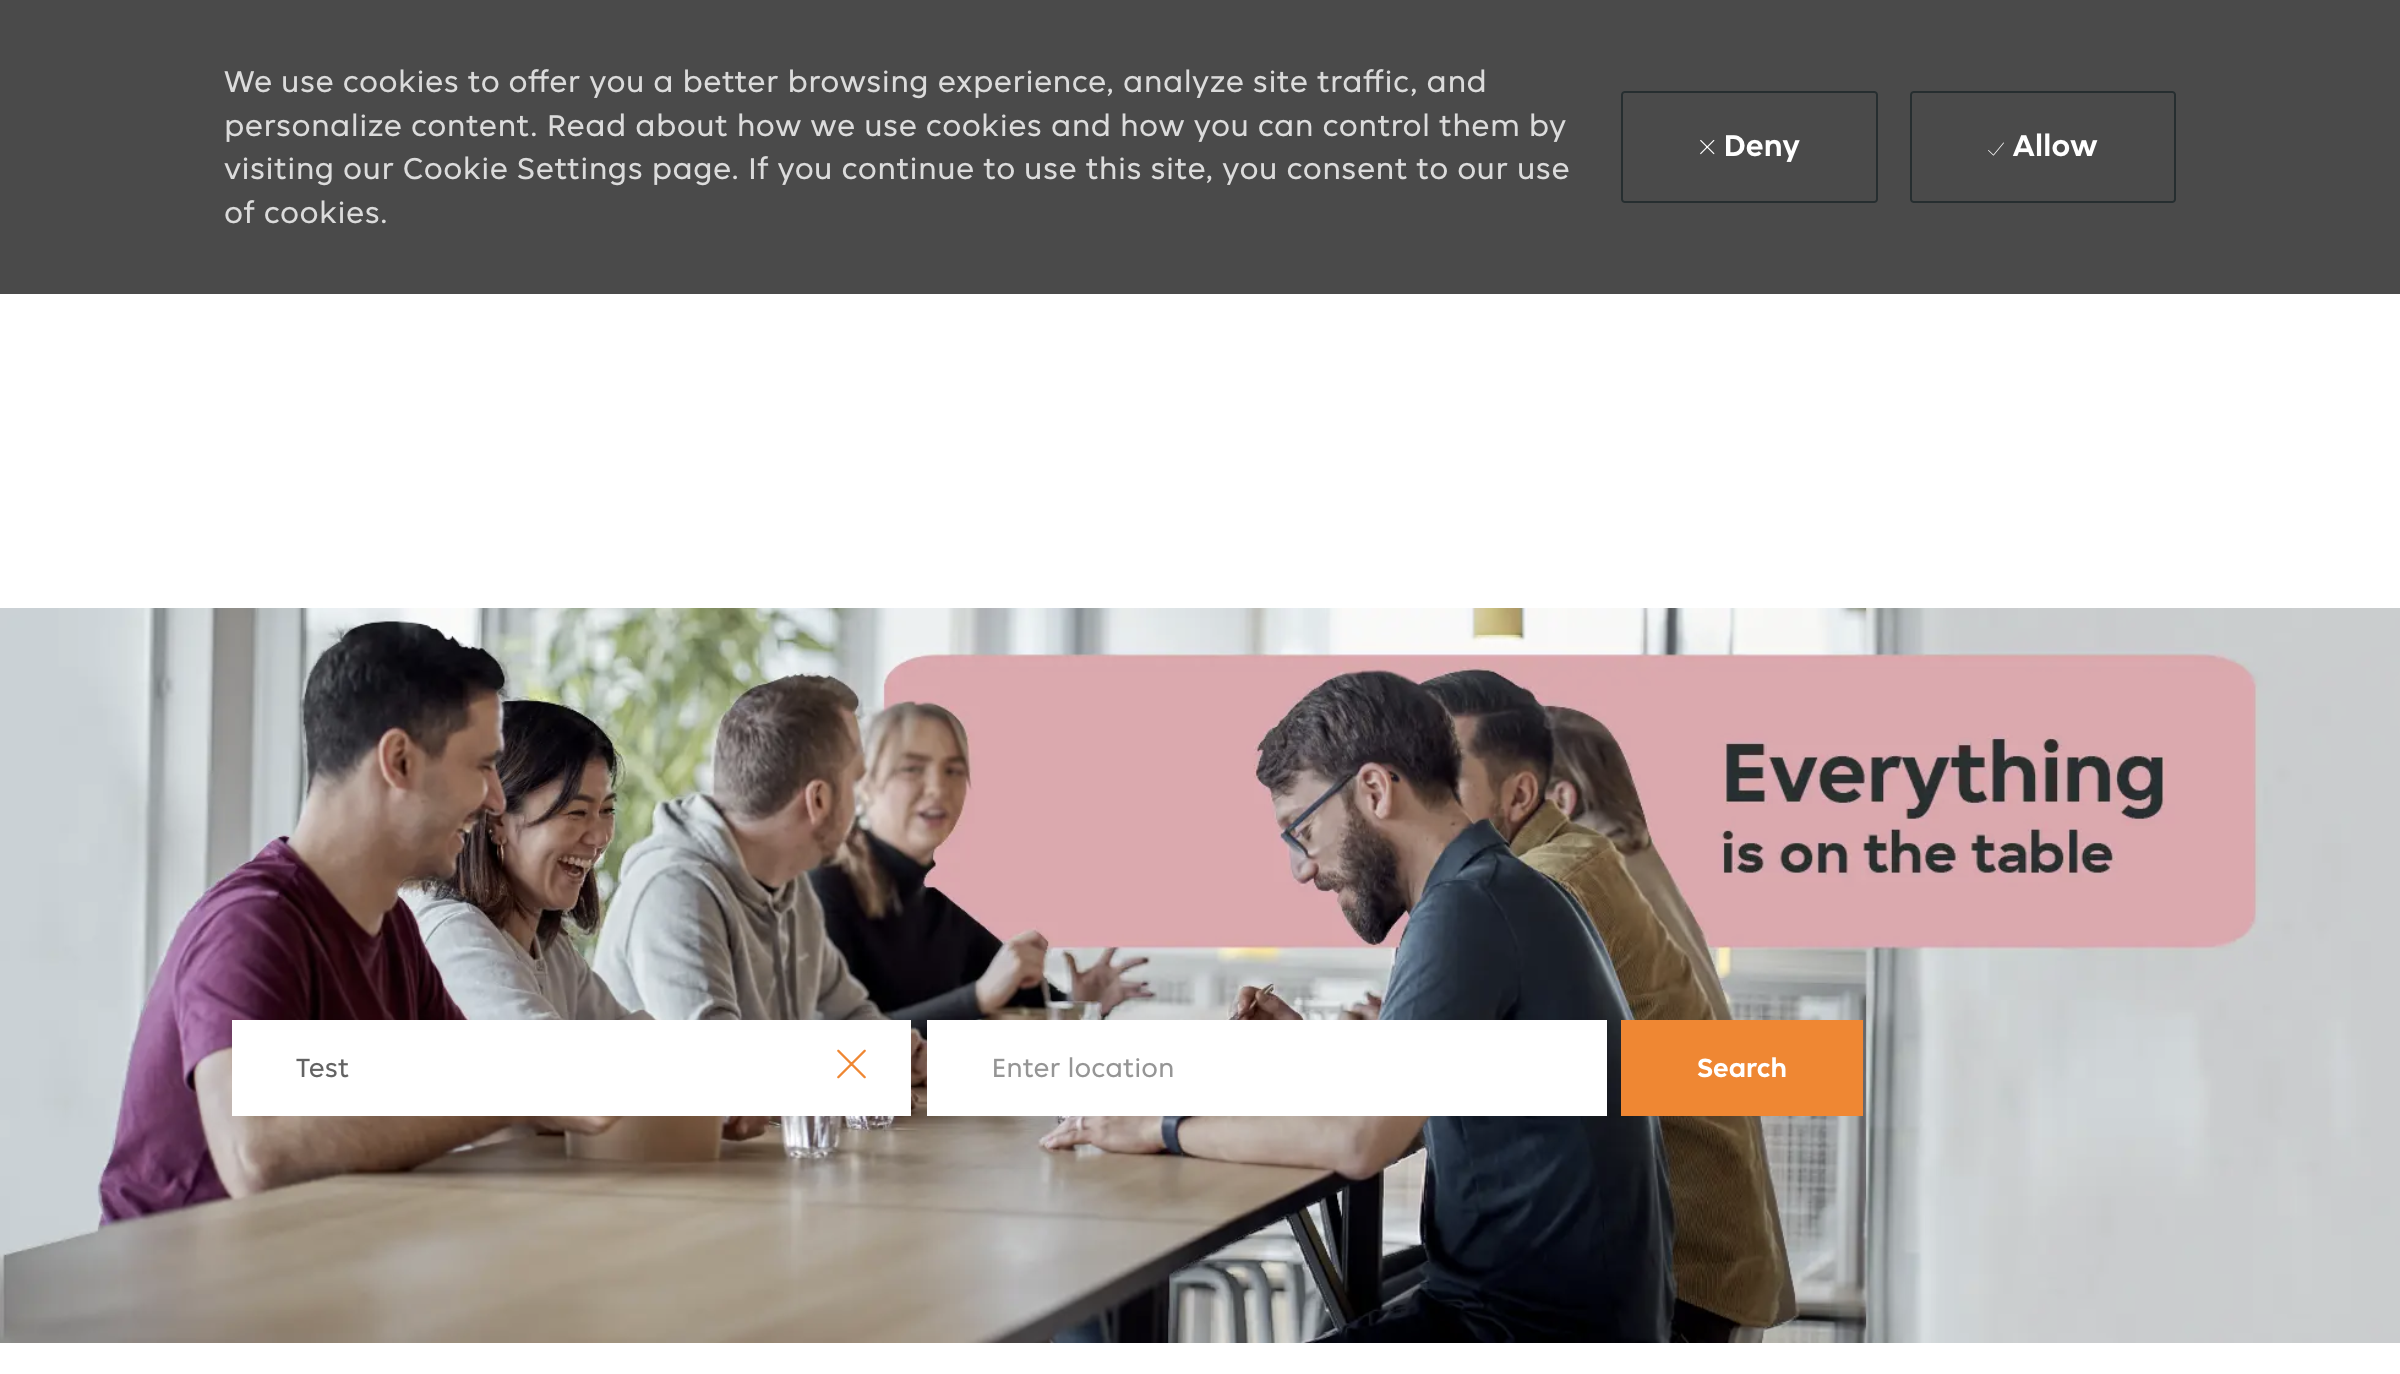 We use cookies to offer you a better browsing experience, analyze site traffic, and
personalize content. Read about how we use cookies and how you can control them by
visiting our Cookie Settings page. If you continue to use this site, you consent to our use
of cookies.
Deny
Allow
Everything
is on the table
Test
Enter location
Search